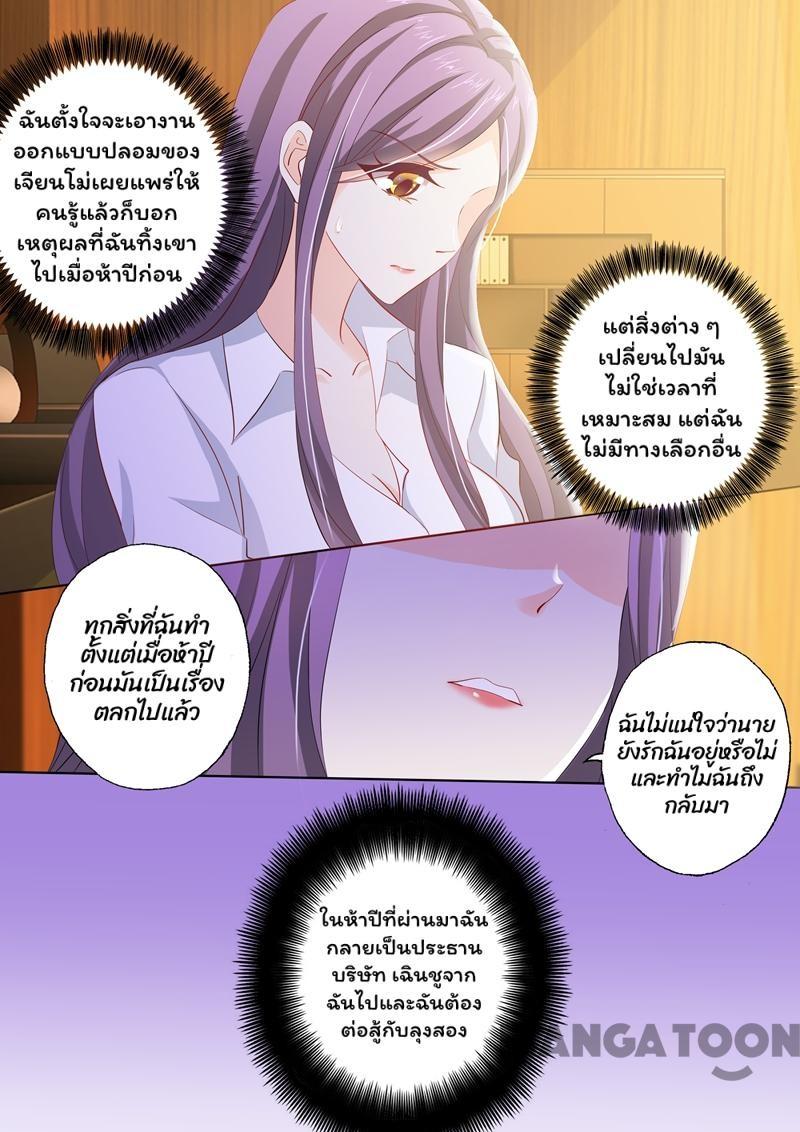 ฉันตั้งใจจะเอางาน
ออกแบบปลอมของ
เจียนโม่เผยแพร่ให้
คนรู้แล้วก็บอก
เหตุผลที่ฉันทิ้งเขา
ไปเมื่อห้าปีก่อน
แต่สิ่งต่าง ๆ
เปลี่ยนไปมัน
ไม่ใช่เวลาที่
เหมาะสม แต่ฉัน
ไม่มีทางเลือกอื่น
ทุกสิ่งที่ฉันทำ
ตั้งแต่เมื่อห้าปี
ก่อนมันเป็นเรื่อง
ตลกไปแล้ว
ฉันไม่แน่ใจว่านาย
ยังรักฉันอยู่หรือไม่
และทำไมฉันถึง
กลับมา
ในห้าปีที่ผ่านมาฉัน
กลายเป็นประธาน
บริษัท เฉินชูจาก
ฉันไปและฉันต้อง
ต่อสู้กับลุงสอง
MANGATOON